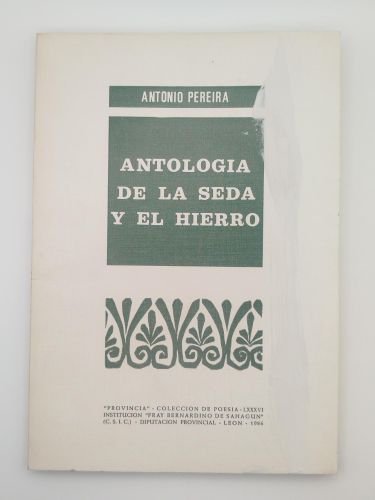 ANTONIO PEREIRA
ANTOLOGIA
DE LA SEDA
Y EL HIERRO
"PROVINCIA" - COLECCION DE POESIA - LXXXVI
INSTITUCION "FRAY BERNARDINO DE SAHAGUN"
(C. S. I. C.) - DIPUTACION PROVINCIAL - LEON - 1986